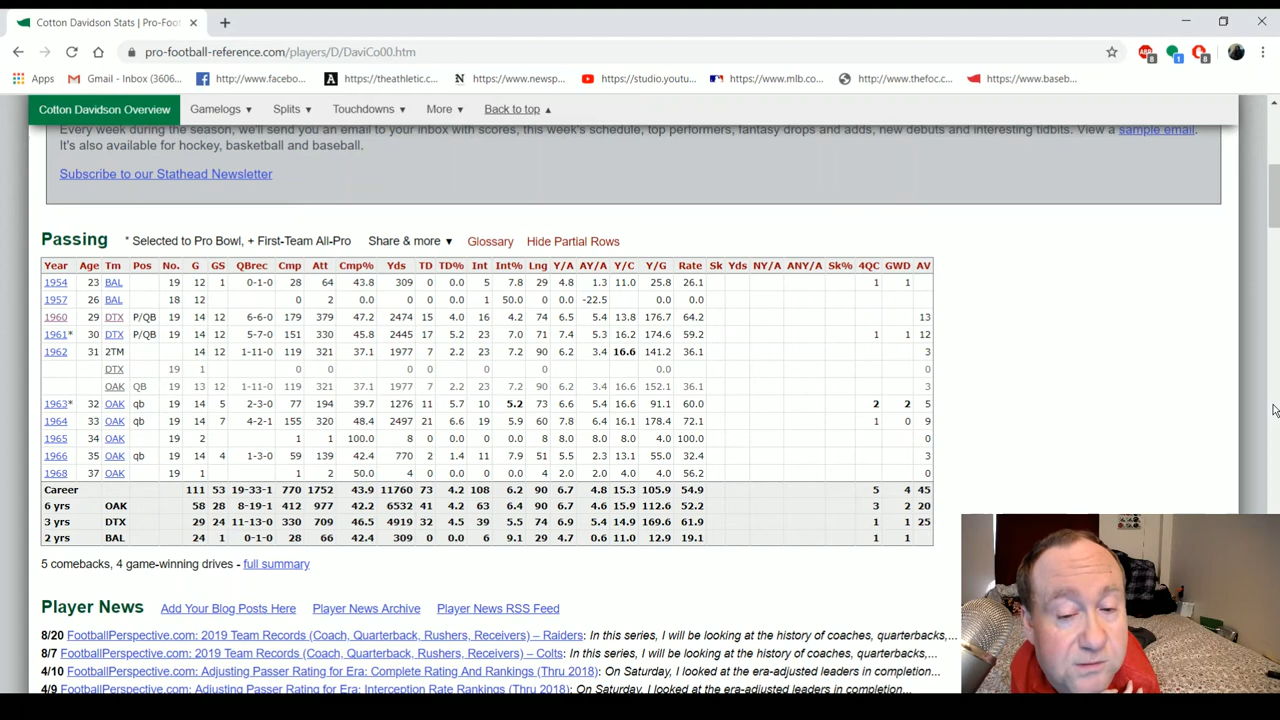 Cotton Davidson Stats | Pro-Foot
pro-football-reference.com/players/D/DaviCo00.htm
Apps Gmail - Inbox (3606... http://www.facebo... https://theathletic.c... https://www.newsp... https://studio.youtu... https://www.mlb.co... http://www.thefoc.c... https://www.baseb...
Cotton Davidson Overview Gamelogs ▼ Splits ▼ Touchdowns ▼ More ▼ Back to top ▲
Every week during the season, we'll send you an email to your inbox with scores, this week's schedule, top performers, fantasy drops and adds, new debuts and interesting tidbits. View a sample email.
It's also available for hockey, basketball and baseball.
Subscribe to our Stathead Newsletter
Passing * Selected to Pro Bowl, + First-Team All-Pro Share & more ▼ Glossary Hide Partial Rows
Year Age Tm Pos No. G GS QBrec Cmp Att Cmp% Yds TD TD% Int Int% Lng Y/A AY/A Y/C Y/G Rate Sk Yds NY/A ANY/A Sk% 4QC GWD AV
1954 23 BAL 19 12 1 0-1-0 28 64 43.8 309 0 0.0 5 7.8 29 4.8 1.3 11.0 25.8 26.1 1 1
1957 26 BAL 18 12 0 2 0.0 0 0 0.0 1 50.0 0 0.0 -22.5 0.0 0.0
1960 29 DTX P/QB 19 14 12 6-6-0 179 379 47.2 2474 15 4.0 16 4.2 74 6.5 5.4 13.8 176.7 64.2 13
1961* 30 DTX P/QB 19 14 12 5-7-0 151 330 45.8 2445 17 5.2 23 7.0 71 7.4 5.3 16.2 174.6 59.2 1 1 12
1962 31 2TM 14 12 1-11-0 119 321 37.1 1977 7 2.2 23 7.2 90 6.2 3.4 16.6 141.2 36.1 3
DTX 19 1 0 0 0 0 0 0 0.0 0
OAK QB 19 13 12 1-11-0 119 321 37.1 1977 7 2.2 23 7.2 90 6.2 3.4 16.6 152.1 36.1 3
1963* 32 OAK qb 19 14 5 2-3-0 77 194 39.7 1276 11 5.7 10 5.2 73 6.6 5.4 16.6 91.1 60.0 2 2 5
1964 33 OAK qb 19 14 7 4-2-1 155 320 48.4 2497 21 6.6 19 5.9 60 7.8 6.4 16.1 178.4 72.1 1 0 9
1965 34 OAK 19 2 1 1 100.0 8 0 0.0 0 0.0 8 8.0 8.0 8.0 4.0 100.0 0
1966 35 OAK qb 19 14 4 1-3-0 59 139 42.4 770 2 1.4 11 7.9 51 5.5 2.3 13.1 55.0 32.4 3
1968 37 OAK 19 1 1 2 50.0 4 0 0.0 0 0.0 4 2.0 2.0 4.0 4.0 56.2 0
Career 111 53 19-33-1 770 1752 43.9 11760 73 4.2 108 6.2 90 6.7 4.8 15.3 105.9 54.9 5 4 45
6 yrs OAK 58 28 8-19-1 412 977 42.2 6532 41 4.2 63 6.4 90 6.7 4.6 15.9 112.6 52.2 3 2 20
3 yrs DTX 29 24 11-13-0 330 709 46.5 4919 32 4.5 39 5.5 74 6.9 5.4 14.9 169.6 61.9 1 1 25
2 yrs BAL 24 1 0-1-0 28 66 42.4 309 0 0.0 6 9.1 29 4.7 0.6 11.0 12.9 19.1 1 1 0
5 comebacks, 4 game-winning drives - full summary
Player News Add Your Blog Posts Here Player News Archive Player News RSS Feed
8/20 FootballPerspective.com: 2019 Team Records (Coach, Quarterback, Rushers, Receivers) – Raiders: In this series, I will be looking at the history of coaches, quarterbacks,...
8/7 FootballPerspective.com: 2019 Team Records (Coach, Quarterback, Rushers, Receivers) – Colts: In this series, I will be looking at the history of coaches, quarterbacks,...
4/10 FootballPerspective.com: Adjusting Passer Rating for Era: Complete Rating And Rankings (Thru 2018): On Saturday, I looked at the era-adjusted leaders in completion...
4/9 FootballPerspective.com: Adjusting Passer Rating for Era: Interception Rate Rankings (Thru 2018): On Saturday, I looked at the era-adjusted leaders in completion...